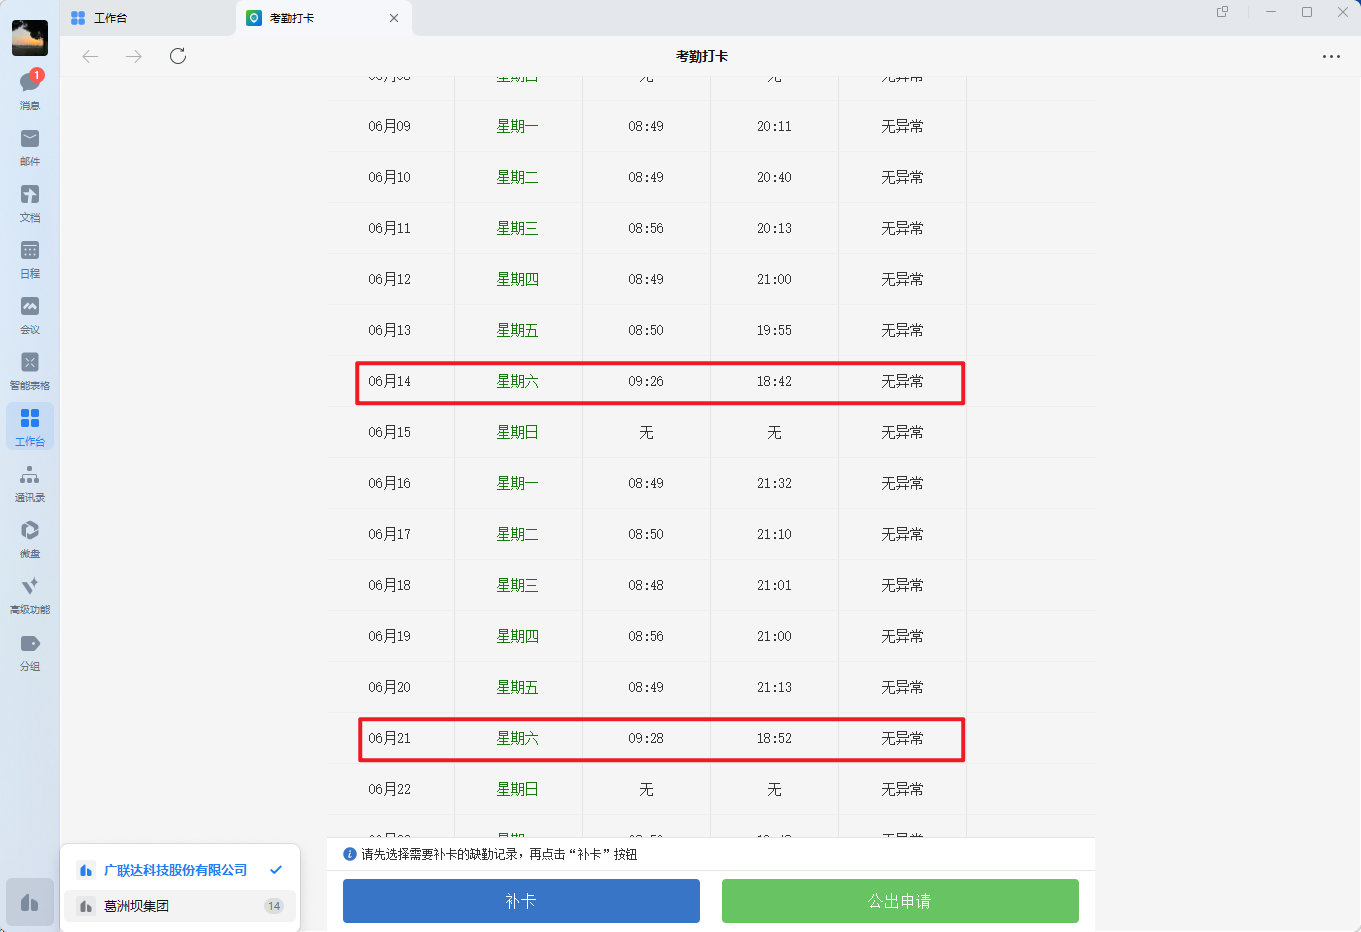 工作台
考勤打卡
考勤打卡
1
消息
邮件
文档
日程
会议
智能表格
工作台
通讯录
微盘
高级功能
分组
06月09 星期一 08:49 20:11 无异常
06月10 星期二 08:49 20:40 无异常
06月11 星期三 08:56 20:13 无异常
06月12 星期四 08:49 21:00 无异常
06月13 星期五 08:50 19:55 无异常
06月14 星期六 09:26 18:42 无异常
06月15 星期日 无 无 无异常
06月16 星期一 08:49 21:32 无异常
06月17 星期二 08:50 21:10 无异常
06月18 星期三 08:48 21:01 无异常
06月19 星期四 08:56 21:00 无异常
06月20 星期五 08:49 21:13 无异常
06月21 星期六 09:28 18:52 无异常
06月22 星期日 无 无 无异常
请先选择需要补卡的缺勤记录，再点击“补卡”按钮
补卡 公出申请
广联达科技股份有限公司
葛洲坝集团 14